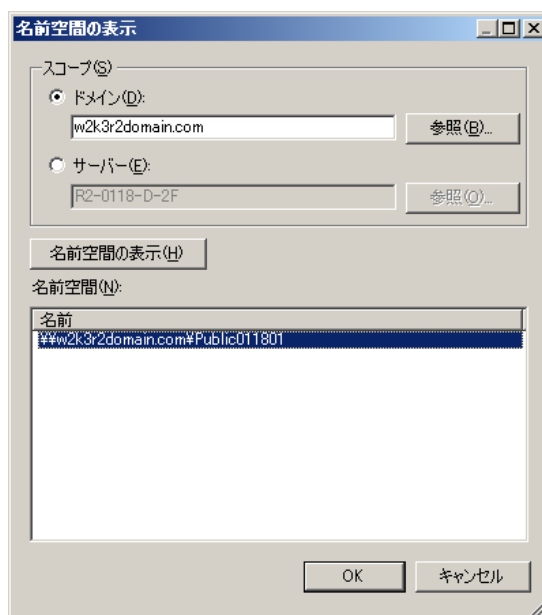 名前空間の表示
スコープ(S)
ドメイン(D):
w2k3r2domain.com
参照(B)...
サーバー(E):
R2-0118-D-2F
参照(O)...
名前空間の表示(H)
名前空間(N):
名前
¥¥w2k3r2domain.com¥Public011801
OK
キャンセル